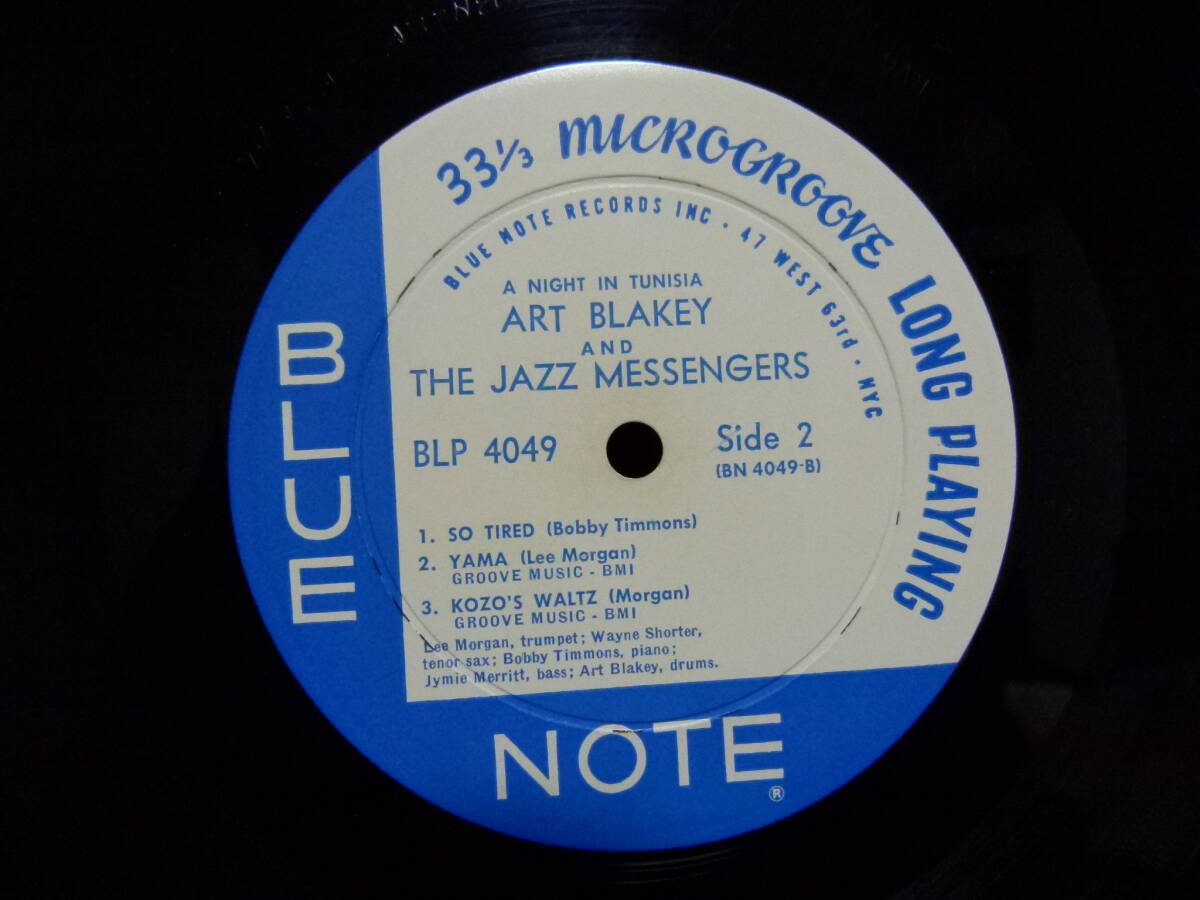 33⅓ MICROGROOVE LONG PLAYING
BLUE NOTE RECORDS INC · 47 WEST 63rd · NYC
A NIGHT IN TUNISIA
ART BLAKEY
AND
THE JAZZ MESSENGERS
BLP 4049
Side 2
(BN 4049-B)
1. SO TIRED (Bobby Timmons)
2. YAMA (Lee Morgan)
GROOVE MUSIC - BMI
3. KOZO'S WALTZ (Morgan)
GROOVE MUSIC - BMI
Lee Morgan, trumpet; Wayne Shorter,
tenor sax; Bobby Timmons, piano;
Jymie Merritt, bass; Art Blakey, drums.
BLUE
NOTE
®